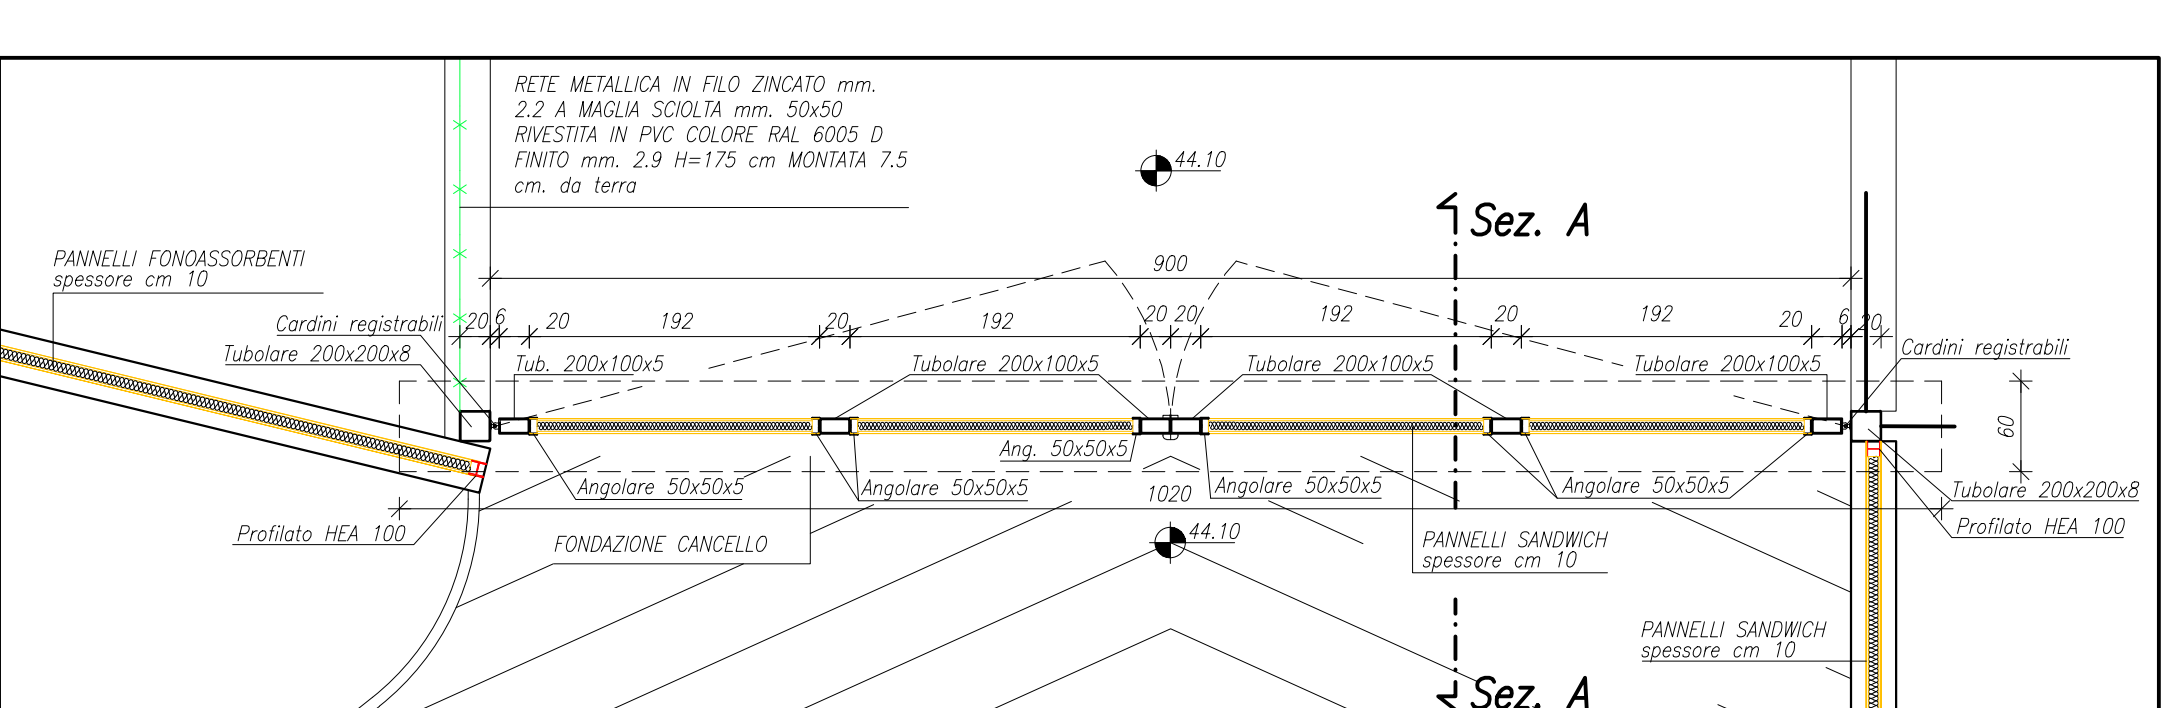 RETE METALLICA IN FILO ZINCATO mm.
2.2 A MAGLIA SCIOLTA mm. 50x50
RIVESTITA IN PVC COLORE RAL 6005 D
FINITO mm. 2.9 H=175 cm MONTATA 7.5
cm. da terra
44.10
Sez. A
PANNELLI FONOASSORBENTI
spessore cm 10
900
Cardini registrabili
20 6 20 192 20 192 20 20 192 20 192 20 6 20
Tubolare 200x200x8
Cardini registrabili
Tub. 200x100x5
Tubolare 200x100x5
Tubolare 200x100x5
Tubolare 200x100x5
60
Ang. 50x50x5
Angolare 50x50x5
Angolare 50x50x5
1020
Angolare 50x50x5
Angolare 50x50x5
Tubolare 200x200x8
Profilato HEA 100
FONDAZIONE CANCELLO
44.10
PANNELLI SANDWICH
spessore cm 10
Profilato HEA 100
PANNELLI SANDWICH
spessore cm 10
Sez. A